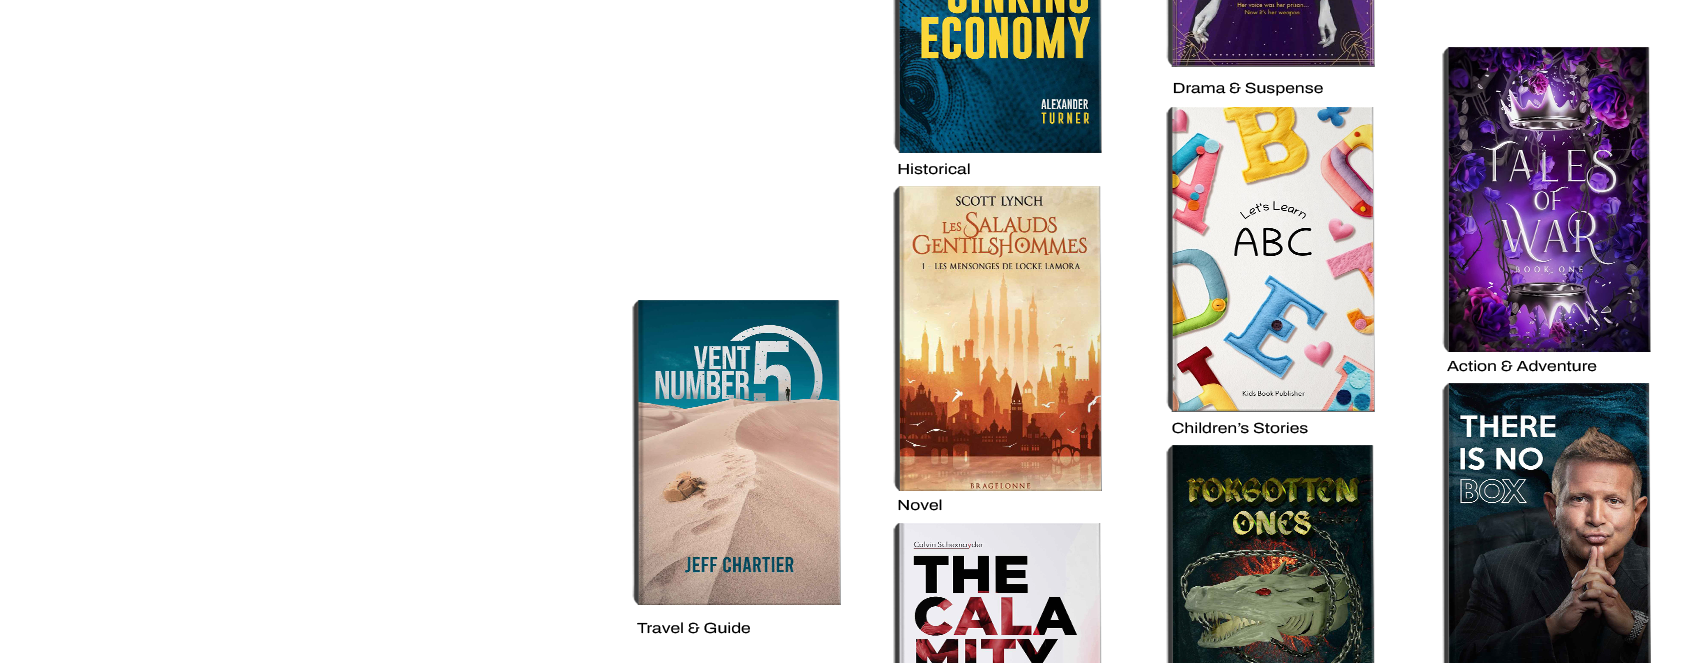 VENT
NUMBER 5
JEFF CHARTIER
Travel & Guide
SINKING
ECONOMY
ALEXANDER
TURNER
Historical
SCOTT LYNCH
LES SALAUDS
GENTILSHOMMES
1 - LES MENSONGES DE LOCKE LAMORA
BRAGELONNE
Novel
Calvin Schexnayder
THE
CALA
MITY
Her voice was her prison...
Now it's her weapon.
Drama & Suspense
A B C
Let's Learn
ABC
D E
Kids Book Publisher
Children's Stories
FORGOTTEN
ONES
TALES
OF
WAR
BOOK ONE
Action & Adventure
THERE
IS NO
BOX